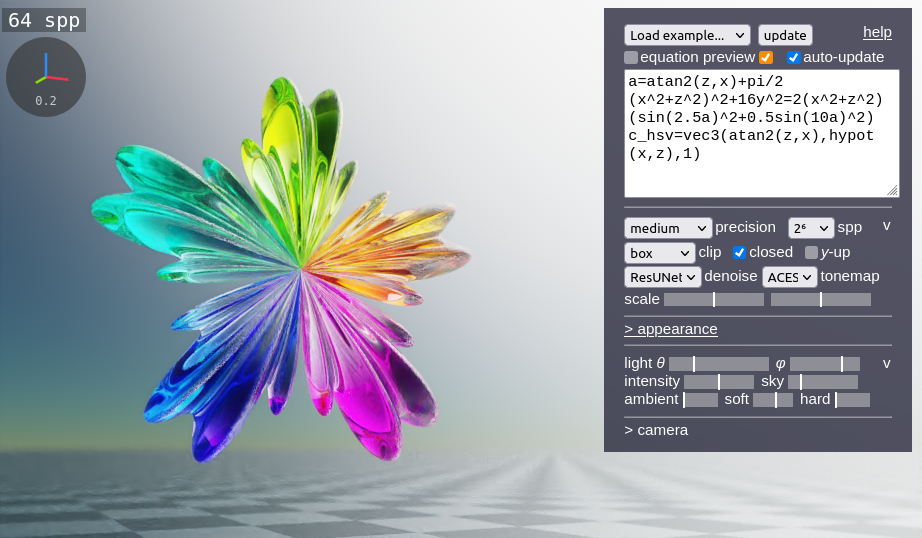 64 spp
0.2
Load example... update help
equation preview auto-update
a=atan2(z,x)+pi/2
(x^2+z^2)^2+16y^2=2(x^2+z^2)
(sin(2.5a)^2+0.5sin(10a)^2)
c_hsv=vec3(atan2(z,x),hypot
(x,z),1)
medium precision 2⁶ spp v
box clip closed y-up
ResUNet denoise ACES tonemap
scale
> appearance
light θ φ v
intensity sky
ambient soft hard
> camera